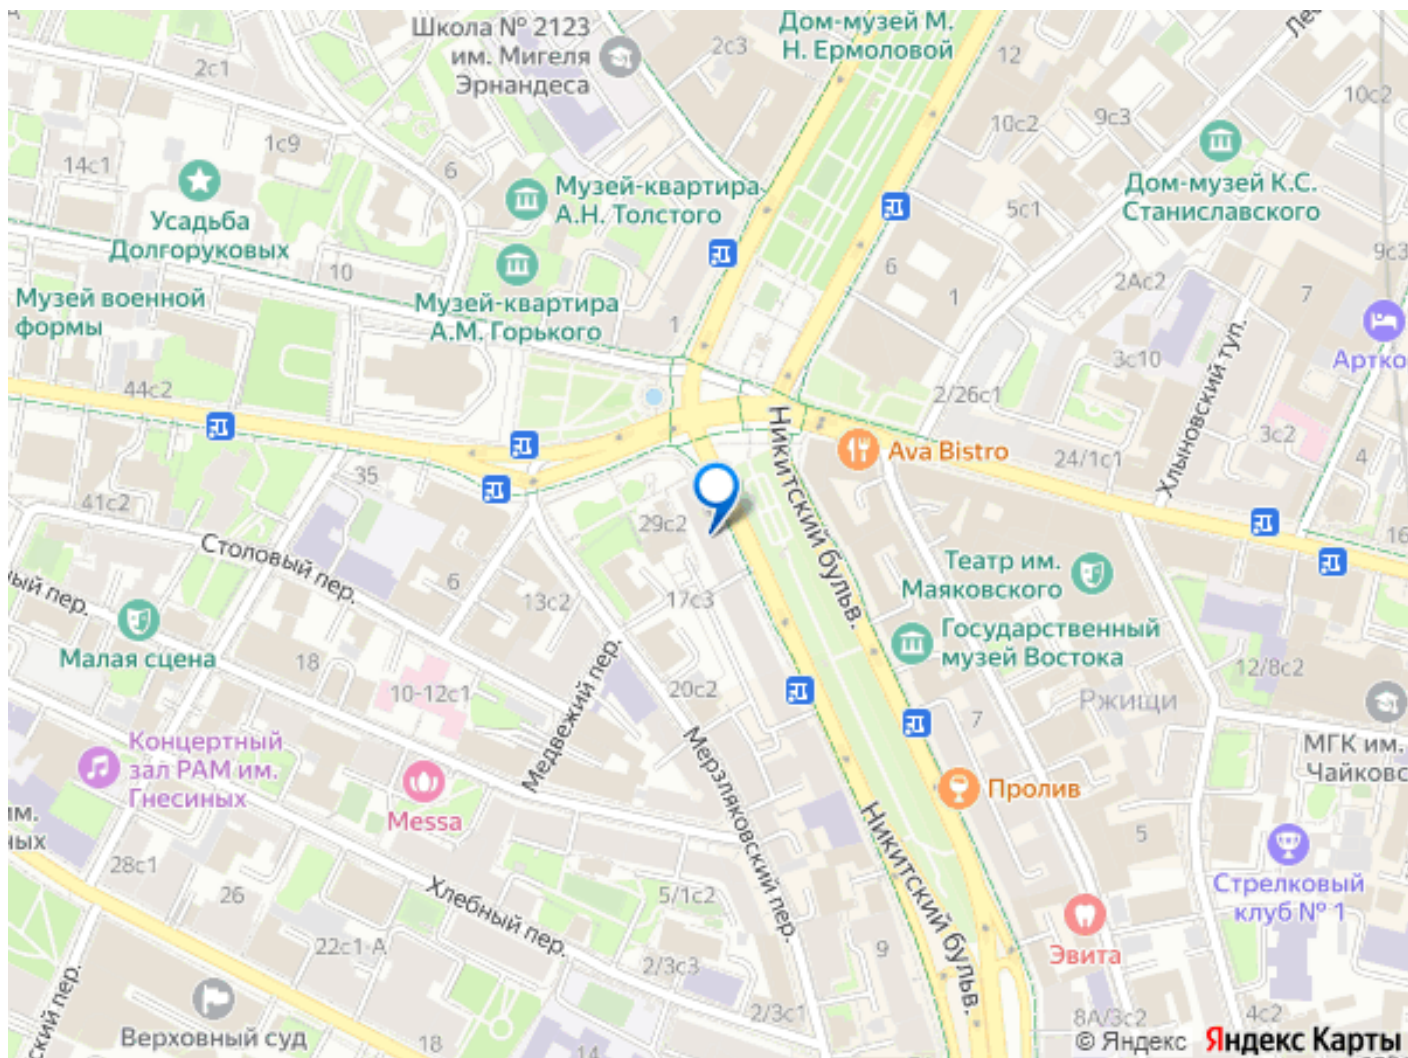 Школа № 2123
им. Мигеля
Эрнандеса
2с3
Дом-музей М.
Н. Ермоловой
12
2с1
10с2
9с3
10с2
1с9
14с1
6
Усадьба
Долгоруковых
Музей-квартира
А.Н. Толстого
Дом-музей К.С.
Станиславского
5с1
9с3
10
6
1
2Ас2
7
Музей военной
формы
Музей-квартира
А.М. Горького
1
3с10
Хлыновский туп.
Артко
44с2
2/26с1
3с2
4
35
Ava Bistro
24/1с1
41с2
29с2
16
Столовый пер.
ный пер.
6
13с2
17с3
Никитский бульв.
Театр им.
Маяковского
Государственный
музей Востока
Малая сцена
18
10-12с1
20с2
12/8с2
Ржищи
7
Медвежий пер.
Мерзляковский пер.
МГК им.
Чайковс
Концертный
зал РАМ им.
Гнесиных
Messa
Пролив
им.
ных
28с1
26
5
Никитский бульв.
Стрелковый
клуб № 1
Хлебный пер.
5/1с2
22с1-А
2/3с3
9
Эвита
ский пер.
Верховный суд
18
14
2/3с1
8А/3с2
4с2
© Яндекс Яндекс Карты